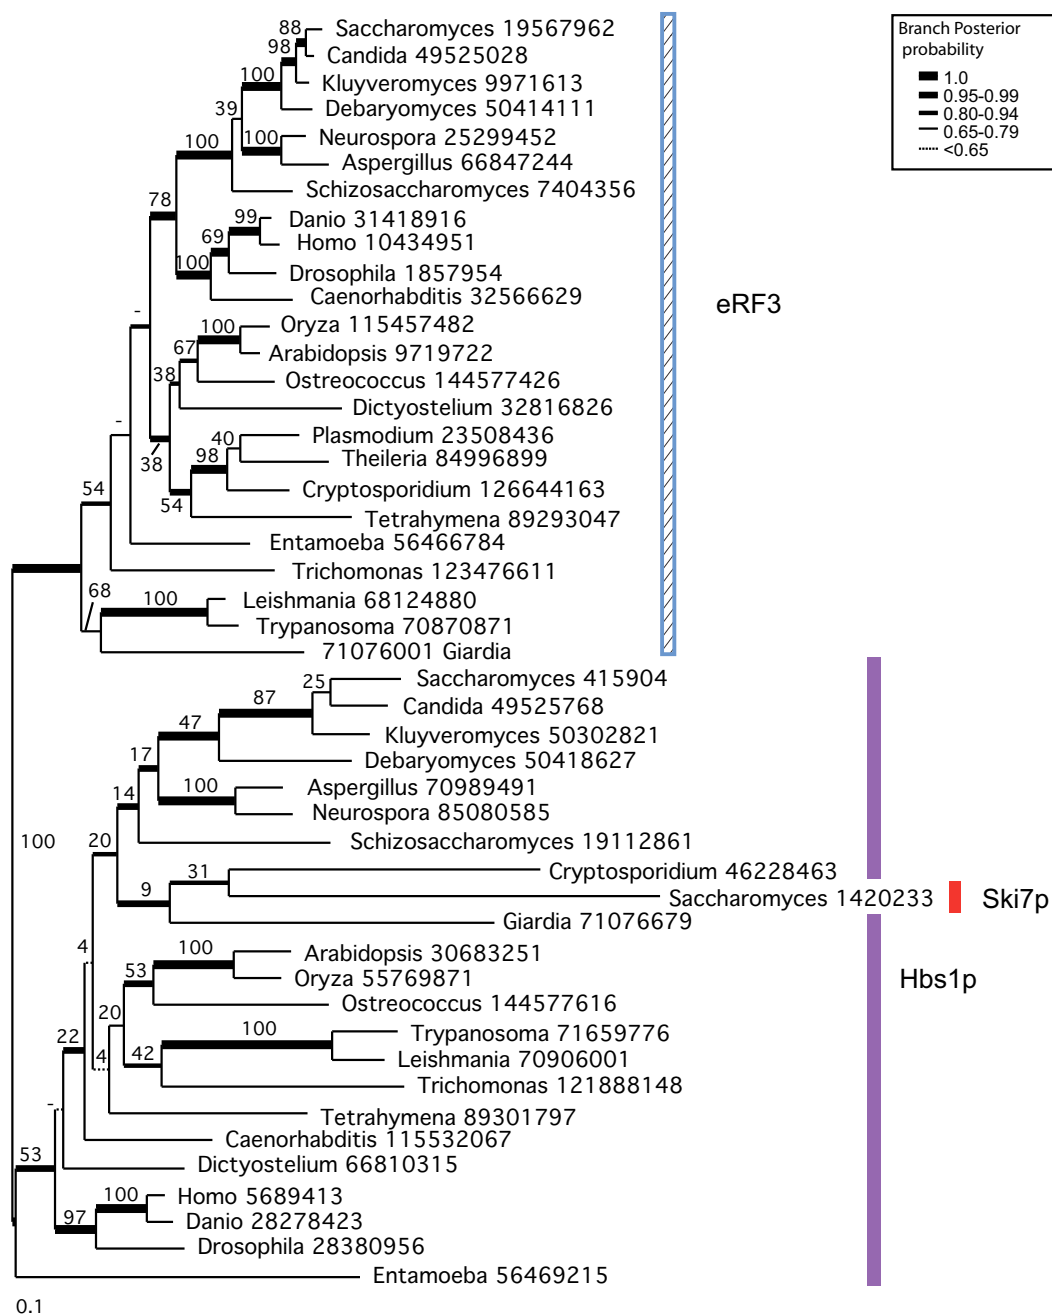 Branch Posterior
probability
1.0
0.95-0.99
0.80-0.94
0.65-0.79
<0.65
88
Saccharomyces 19567962
98
Candida 49525028
100
Kluyveromyces 9971613
39
Debaryomyces 50414111
100
100
Neurospora 25299452
Aspergillus 66847244
Schizosaccharomyces 7404356
78
99
Danio 31418916
69
Homo 10434951
100
Drosophila 1857954
Caenorhabditis 32566629
eRF3
-
100
Oryza 115457482
67
Arabidopsis 9719722
38
Ostreococcus 144577426
Dictyostelium 32816826
-
40
Plasmodium 23508436
38
98
Theileria 84996899
54
Cryptosporidium 126644163
54
Tetrahymena 89293047
Entamoeba 56466784
Trichomonas 123476611
68
100
Leishmania 68124880
Trypanosoma 70870871
71076001 Giardia
25
Saccharomyces 415904
87
Candida 49525768
47
Kluyveromyces 50302821
17
Debaryomyces 50418627
14
100
Aspergillus 70989491
Neurospora 85080585
100
20
Schizosaccharomyces 19112861
31
Cryptosporidium 46228463
9
Saccharomyces 1420233
Ski7p
Giardia 71076679
4
100
Arabidopsis 30683251
53
Oryza 55769871
Hbs1p
20
Ostreococcus 144577616
22
100
Trypanosoma 71659776
4
42
Leishmania 70906001
Trichomonas 121888148
-
Tetrahymena 89301797
Caenorhabditis 115532067
53
Dictyostelium 66810315
100
Homo 5689413
97
Danio 28278423
Drosophila 28380956
Entamoeba 56469215
0.1